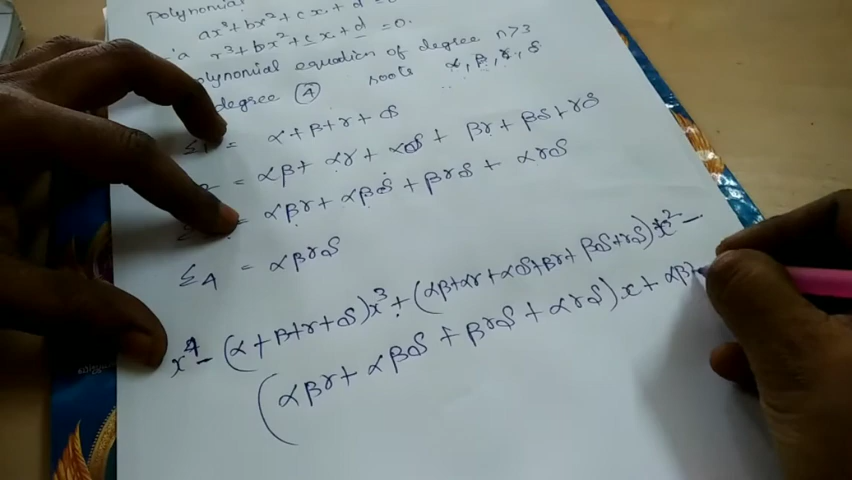 Polynomial
ax³+bx²+cx+d =0
a x³+bx²+cx+d =0.
polynomial equation of degree n>3
degree ④ roots α, β, γ, δ
Σ₁ = α+β+γ+δ
= αβ+ αγ + αδ + βγ + βδ + γδ
= αβγ + αβδ + βγδ + αγδ
Σ₄ = αβγδ
x⁴ - (α+β+γ+δ)x³ + (αβ+αγ+αδ+βγ+βδ+γδ)x² -
(αβγ + αβδ + βγδ + αγδ)x + αβ